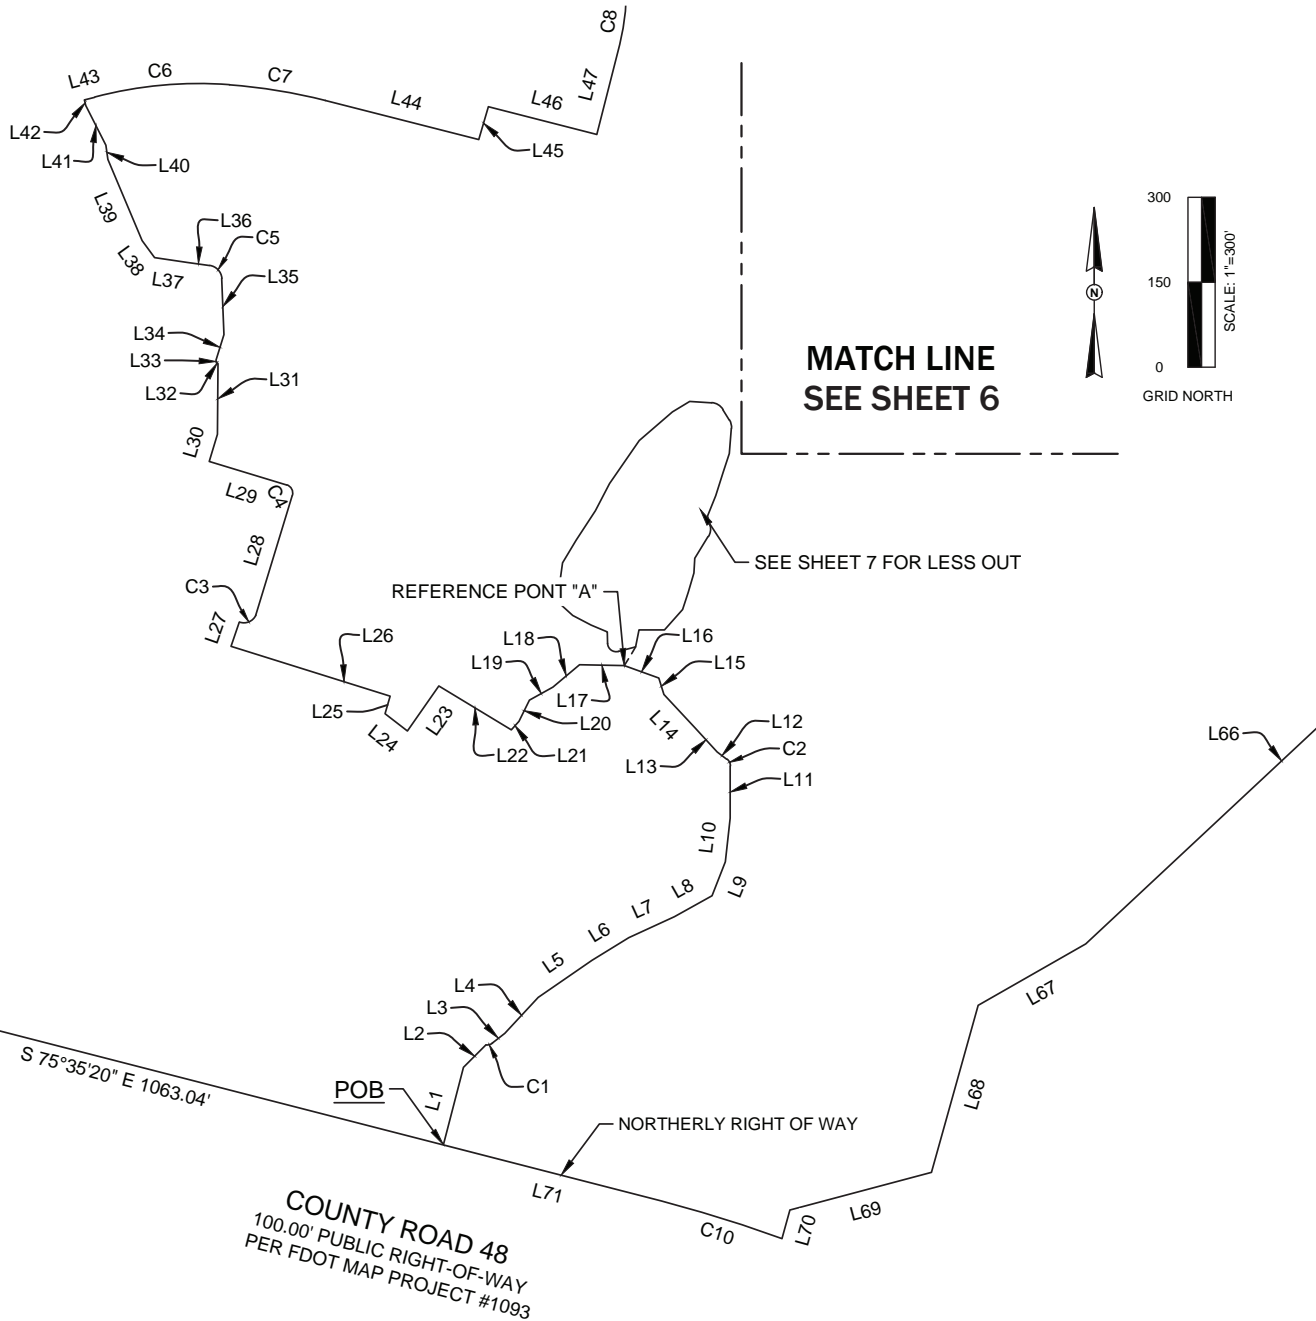 C8
L43
C6
C7
L44
L46
L47
L42
L41
L40
L45
L39
L36
C5
L38
L37
L35
L34
L33
L32
L31
L30
L29
C4
L28
C3
L27
L26
L25
L24
L23
L22
L21
L20
L19
L18
L17
L16
L15
L14
L13
L12
C2
L11
L10
L9
L8
L7
L6
L5
L4
L3
L2
C1
L1
REFERENCE PONT "A"
SEE SHEET 7 FOR LESS OUT
MATCH LINE
SEE SHEET 6
N
300
150
0
SCALE: 1"=300'
GRID NORTH
L66
L67
L68
L69
L70
C10
L71
S 75°35'20" E 1063.04'
POB
NORTHERLY RIGHT OF WAY
COUNTY ROAD 48
100.00' PUBLIC RIGHT-OF-WAY
PER FDOT MAP PROJECT #1093